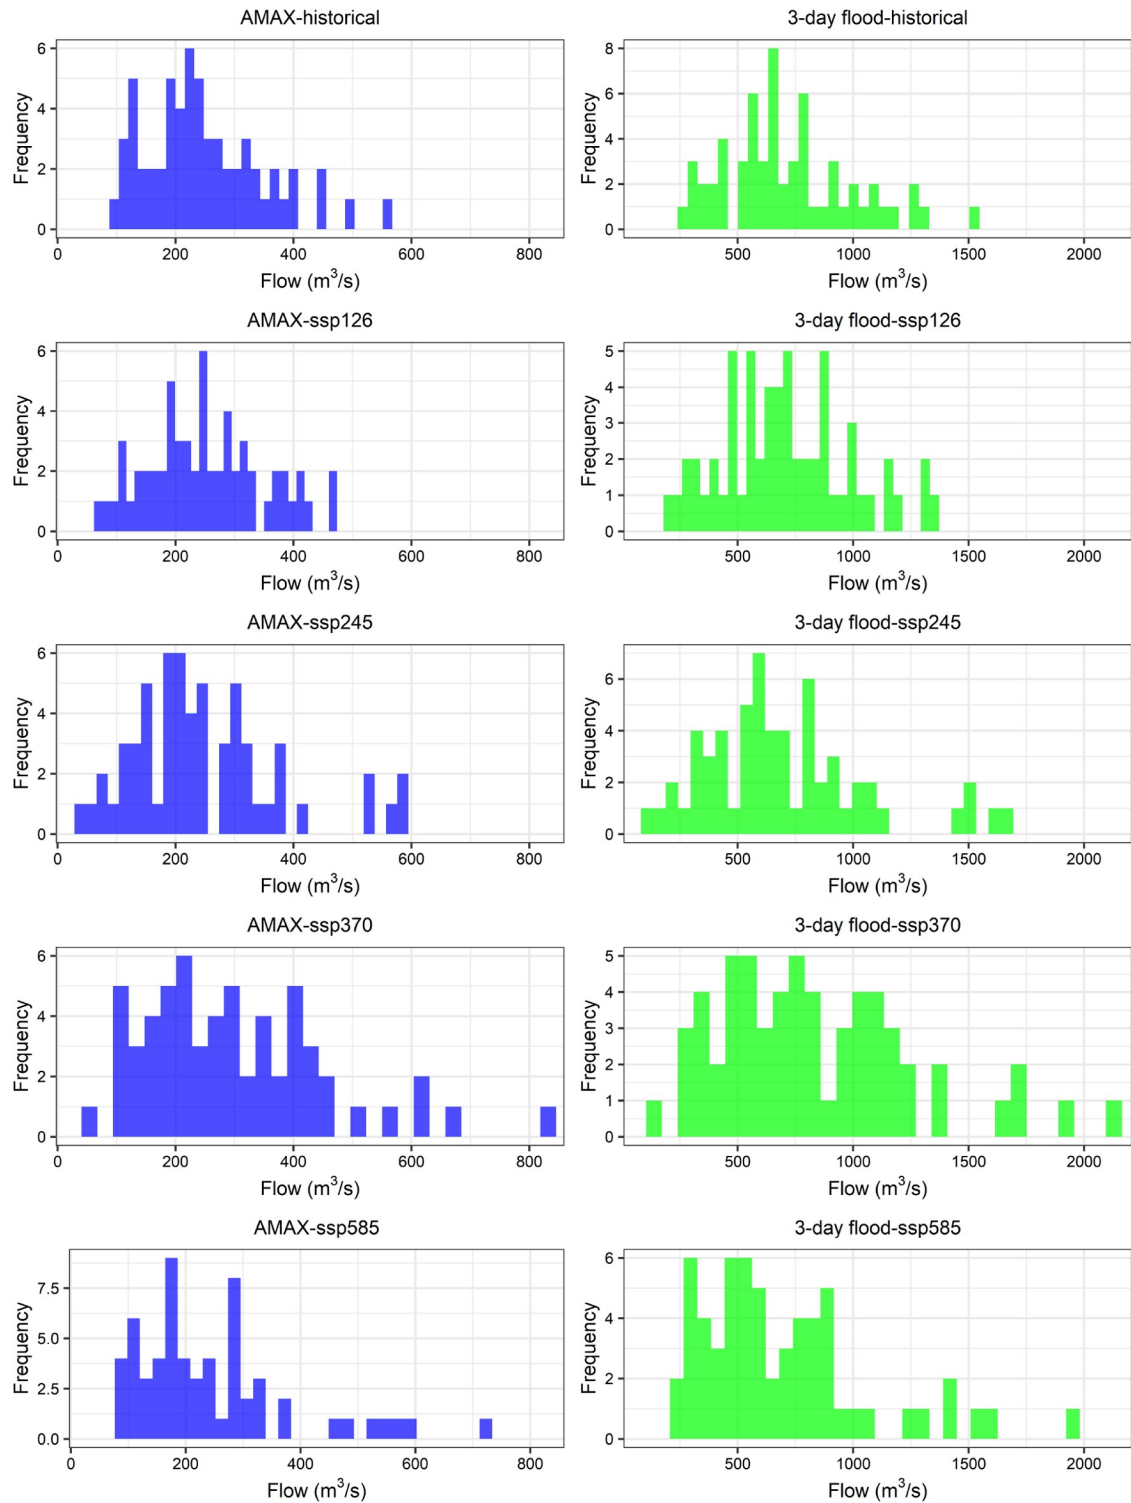 AMAX-historical
6
4
2
0
Frequency
0 200 400 600 800
Flow (m³/s)
3-day flood-historical
8
6
4
2
0
Frequency
500 1000 1500 2000
Flow (m³/s)
AMAX-ssp126
6
4
2
0
Frequency
0 200 400 600 800
Flow (m³/s)
3-day flood-ssp126
5
4
3
2
1
0
Frequency
500 1000 1500 2000
Flow (m³/s)
AMAX-ssp245
6
4
2
0
Frequency
0 200 400 600 800
Flow (m³/s)
3-day flood-ssp245
6
4
2
0
Frequency
500 1000 1500 2000
Flow (m³/s)
AMAX-ssp370
6
4
2
0
Frequency
0 200 400 600 800
Flow (m³/s)
3-day flood-ssp370
5
4
3
2
1
0
Frequency
500 1000 1500 2000
Flow (m³/s)
AMAX-ssp585
7.5
5.0
2.5
0.0
Frequency
0 200 400 600 800
Flow (m³/s)
3-day flood-ssp585
6
4
2
0
Frequency
500 1000 1500 2000
Flow (m³/s)